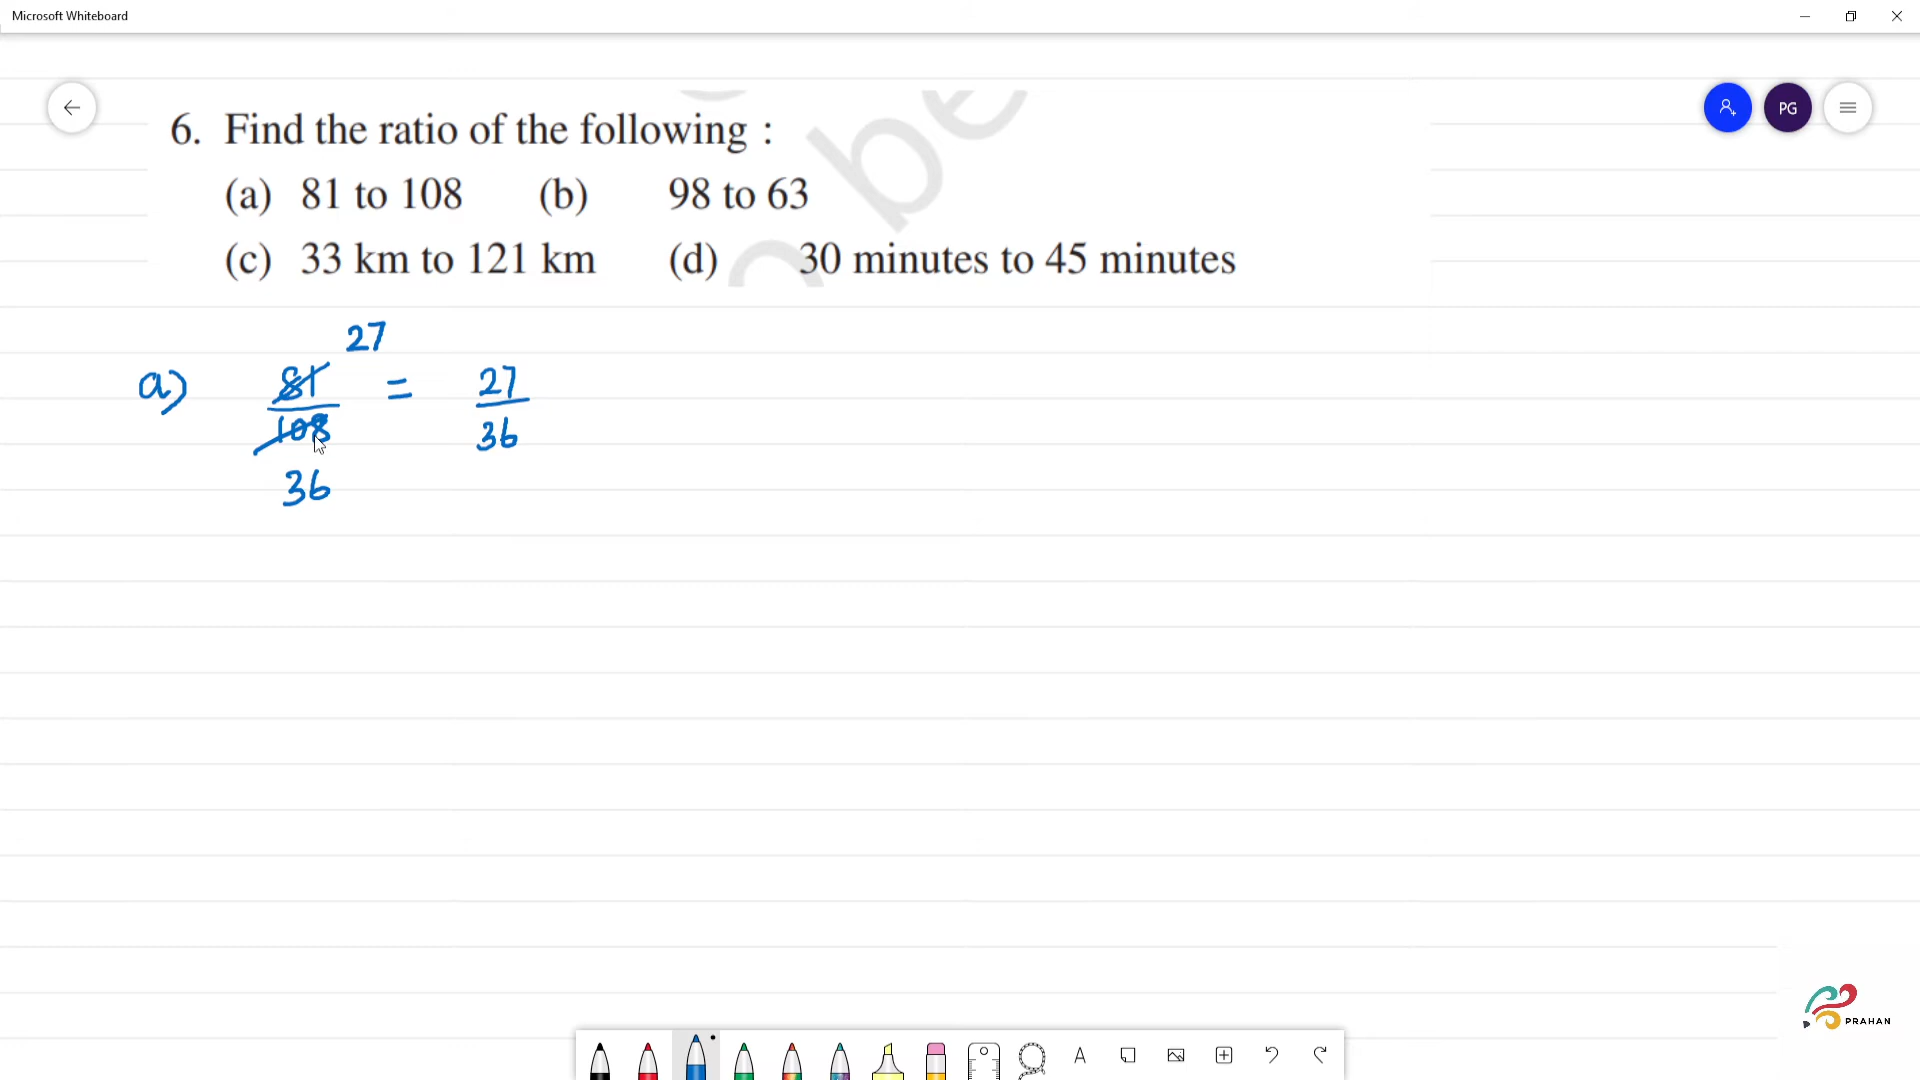 Microsoft Whiteboard
PG
6. Find the ratio of the following :
(a) 81 to 108 (b) 98 to 63
(c) 33 km to 121 km (d) 30 minutes to 45 minutes
27
a) 81/108 = 27/36
36
A
PRAHAN